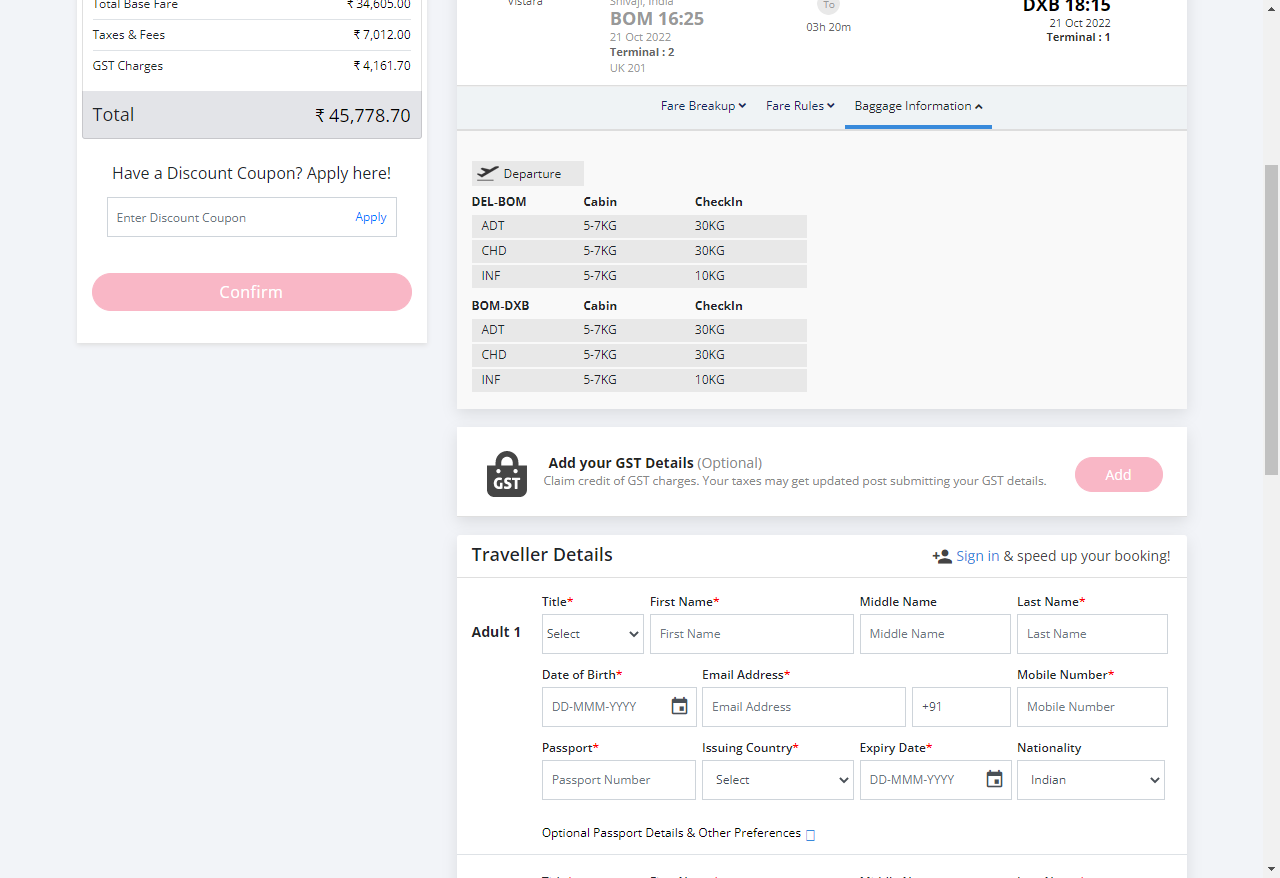 Total Base Fare ₹ 34,605.00
Taxes & Fees ₹ 7,012.00
GST Charges ₹ 4,161.70
Total ₹ 45,778.70
Have a Discount Coupon? Apply here!
Enter Discount Coupon Apply
Confirm
Vistara
Shivaji, India
BOM 16:25
21 Oct 2022
Terminal : 2
UK 201
To
03h 20m
DXB 18:15
21 Oct 2022
Terminal : 1
Fare Breakup Fare Rules Baggage Information
Departure
DEL-BOM Cabin CheckIn
ADT 5-7KG 30KG
CHD 5-7KG 30KG
INF 5-7KG 10KG
BOM-DXB Cabin CheckIn
ADT 5-7KG 30KG
CHD 5-7KG 30KG
INF 5-7KG 10KG
GST
Add your GST Details (Optional)
Claim credit of GST charges. Your taxes may get updated post submitting your GST details.
Add
Traveller Details Sign in & speed up your booking!
Title* First Name* Middle Name Last Name*
Adult 1 Select First Name Middle Name Last Name
Date of Birth* Email Address* Mobile Number*
DD-MMM-YYYY Email Address +91 Mobile Number
Passport* Issuing Country* Expiry Date* Nationality
Passport Number Select DD-MMM-YYYY Indian
Optional Passport Details & Other Preferences